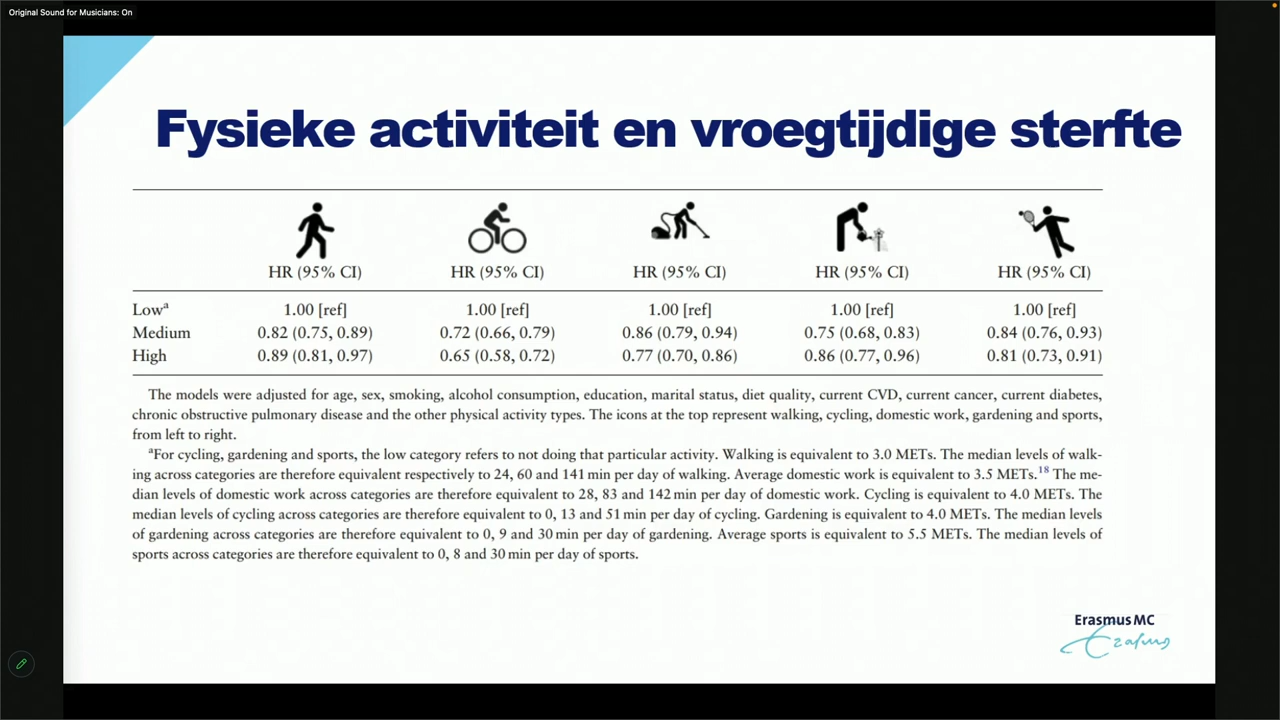 Original Sound for Musicians: On
Fysieke activiteit en vroegtijdige sterfte
HR (95% CI) HR (95% CI) HR (95% CI) HR (95% CI) HR (95% CI)
Lowᵃ 1.00 [ref] 1.00 [ref] 1.00 [ref] 1.00 [ref] 1.00 [ref]
Medium 0.82 (0.75, 0.89) 0.72 (0.66, 0.79) 0.86 (0.79, 0.94) 0.75 (0.68, 0.83) 0.84 (0.76, 0.93)
High 0.89 (0.81, 0.97) 0.65 (0.58, 0.72) 0.77 (0.70, 0.86) 0.86 (0.77, 0.96) 0.81 (0.73, 0.91)
The models were adjusted for age, sex, smoking, alcohol consumption, education, marital status, diet quality, current CVD, current cancer, current diabetes,
chronic obstructive pulmonary disease and the other physical activity types. The icons at the top represent walking, cycling, domestic work, gardening and sports,
from left to right.
ᵃFor cycling, gardening and sports, the low category refers to not doing that particular activity. Walking is equivalent to 3.0 METs. The median levels of walk-
ing across categories are therefore equivalent respectively to 24, 60 and 141 min per day of walking. Average domestic work is equivalent to 3.5 METs.¹⁸ The me-
dian levels of domestic work across categories are therefore equivalent to 28, 83 and 142 min per day of domestic work. Cycling is equivalent to 4.0 METs. The
median levels of cycling across categories are therefore equivalent to 0, 13 and 51 min per day of cycling. Gardening is equivalent to 4.0 METs. The median levels
of gardening across categories are therefore equivalent to 0, 9 and 30 min per day of gardening. Average sports is equivalent to 5.5 METs. The median levels of
sports across categories are therefore equivalent to 0, 8 and 30 min per day of sports.
Erasmus MC
Erasmus